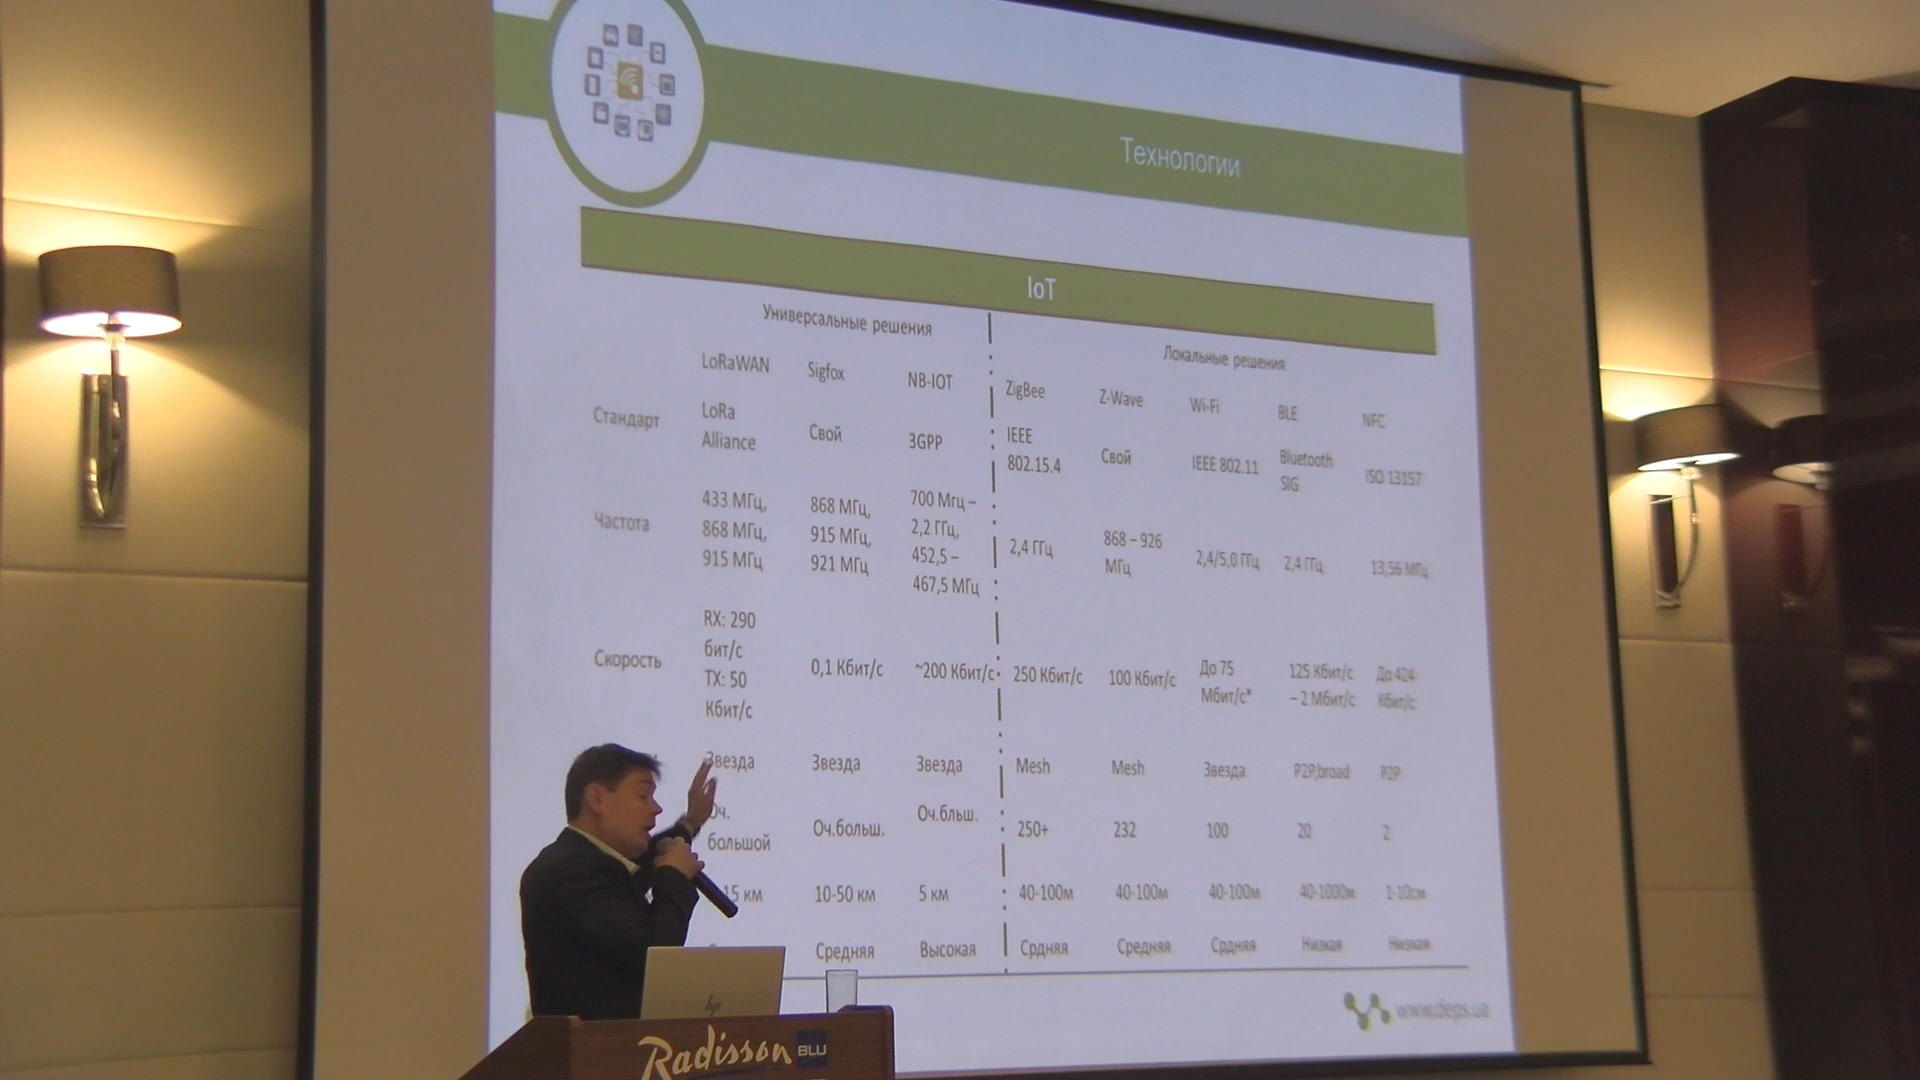 Технологии
IoT
Универсальные решения
Локальные решения
LoRaWAN Sigfox NB-IOT ZigBee Z-Wave Wi-Fi BLE NFC
Стандарт
LoRa
Alliance
Свой
3GPP
IEEE
802.15.4
Свой
IEEE 802.11
Bluetooth
SIG
ISO 13157
Частота
433 МГц,
868 МГц,
915 МГц
868 МГц,
915 МГц,
921 МГц
700 Мгц –
2,2 ГГц,
452,5 –
467,5 МГц
2,4 ГГц
868 – 926
МГц
2,4/5,0 ГГц
2,4 ГГц
13,56 МГц
Скорость
RX: 290
бит/с
TX: 50
Кбит/с
0,1 Кбит/с
~200 Кбит/с
250 Кбит/с
100 Кбит/с
До 75
Мбит/с*
125 Кбит/с
– 2 Мбит/с
До 424
Кбит/с
Звезда Звезда Звезда Mesh Mesh Звезда P2P,broad P2P
Оч.
большой
Оч.больш.
Оч.бльш.
250+ 232 100 20 2
15 км 10-50 км 5 км 40-100м 40-100м 40-100м 40-1000м 1-10см
Средняя Высокая Срдняя Средняя Срдняя Низкая Низкая
www.deps.ua
hp
Radisson BLU